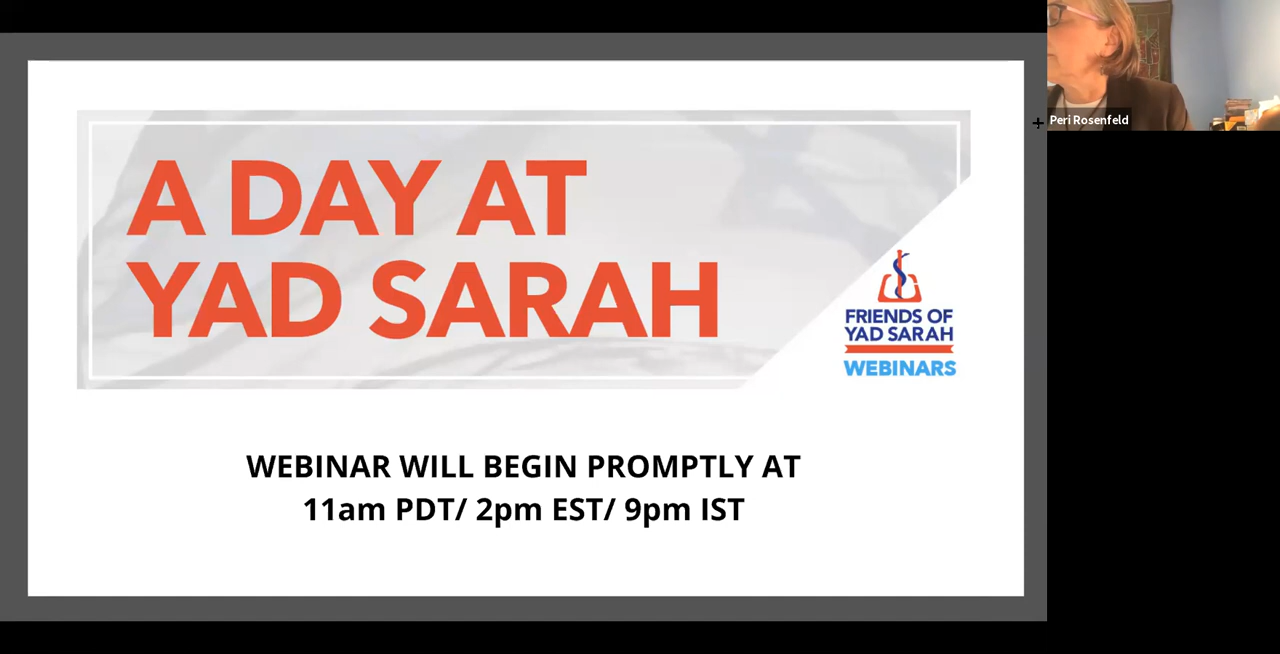 A DAY AT
YAD SARAH
FRIENDS OF
YAD SARAH
WEBINARS
WEBINAR WILL BEGIN PROMPTLY AT
11am PDT/ 2pm EST/ 9pm IST
Peri Rosenfeld